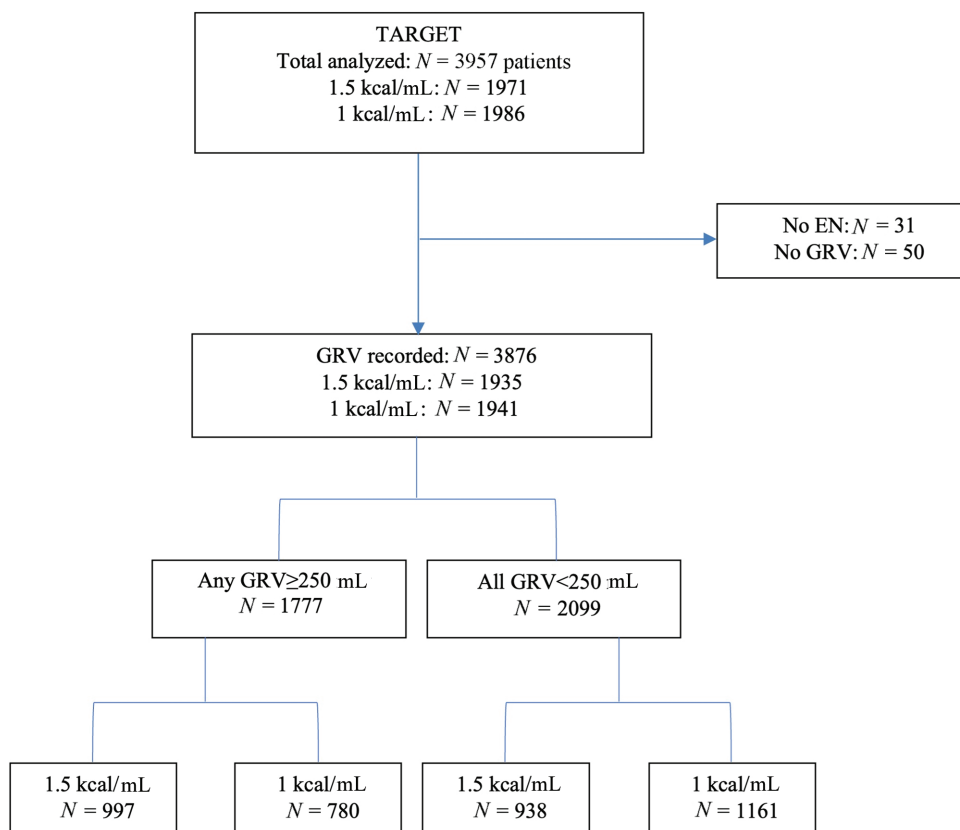 TARGET
Total analyzed: N = 3957 patients
1.5 kcal/mL: N = 1971
1 kcal/mL: N = 1986
No EN: N = 31
No GRV: N = 50
GRV recorded: N = 3876
1.5 kcal/mL: N = 1935
1 kcal/mL: N = 1941
Any GRV≥250 mL
N = 1777
All GRV<250 mL
N = 2099
1.5 kcal/mL
N = 997
1 kcal/mL
N = 780
1.5 kcal/mL
N = 938
1 kcal/mL
N = 1161